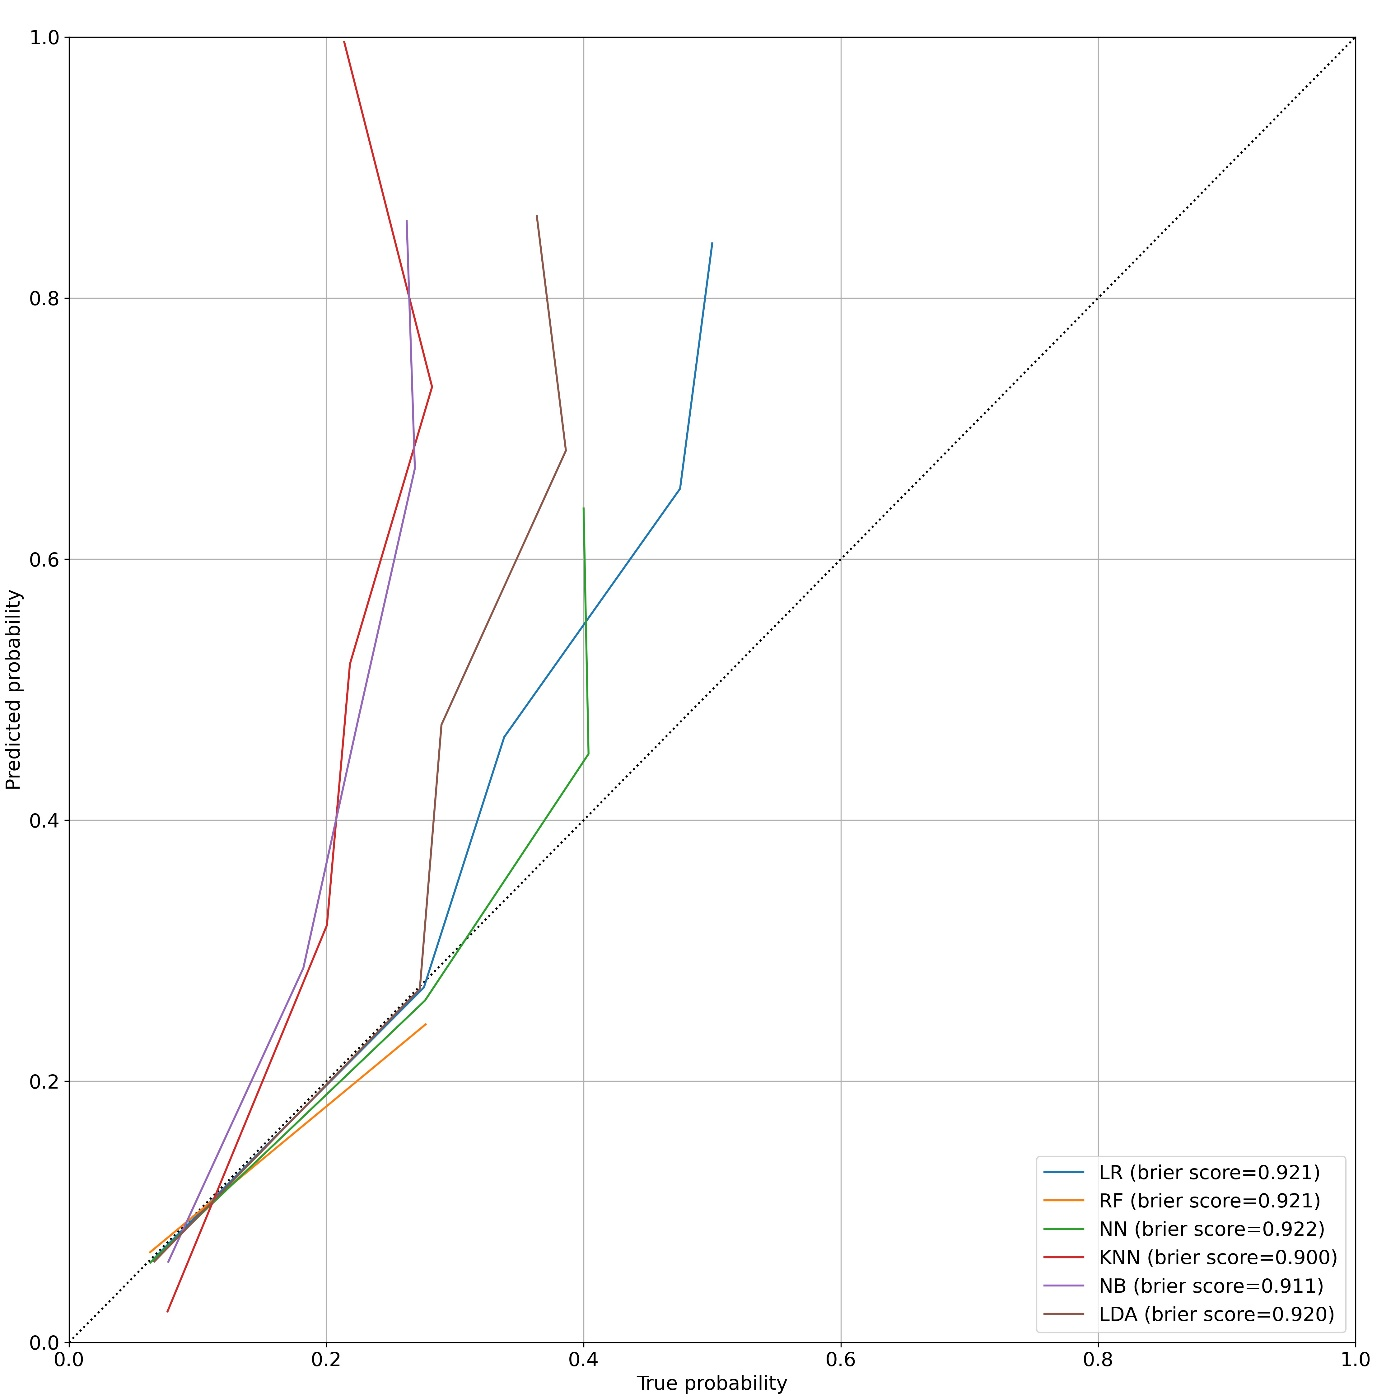 1.0
0.8
0.6
0.4
0.2
0.0
Predicted probability
0.0 0.2 0.4 0.6 0.8 1.0
True probability
LR (brier score=0.921)
RF (brier score=0.921)
NN (brier score=0.922)
KNN (brier score=0.900)
NB (brier score=0.911)
LDA (brier score=0.920)